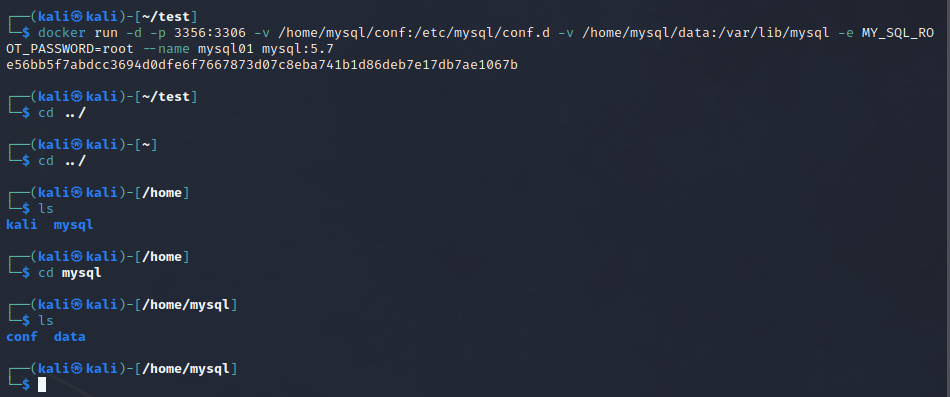 ┌──(kali㉿kali)-[~/test]
└─$ docker run -d -p 3356:3306 -v /home/mysql/conf:/etc/mysql/conf.d -v /home/mysql/data:/var/lib/mysql -e MY_SQL_RO
OT_PASSWORD=root --name mysql01 mysql:5.7
e56bb5f7abdcc3694d0dfe6f7667873d07c8eba741b1d86deb7e17db7ae1067b
┌──(kali㉿kali)-[~/test]
└─$ cd ../
┌──(kali㉿kali)-[~]
└─$ cd ../
┌──(kali㉿kali)-[/home]
└─$ ls
kali  mysql
┌──(kali㉿kali)-[/home]
└─$ cd mysql
┌──(kali㉿kali)-[/home/mysql]
└─$ ls
conf  data
┌──(kali㉿kali)-[/home/mysql]
└─$